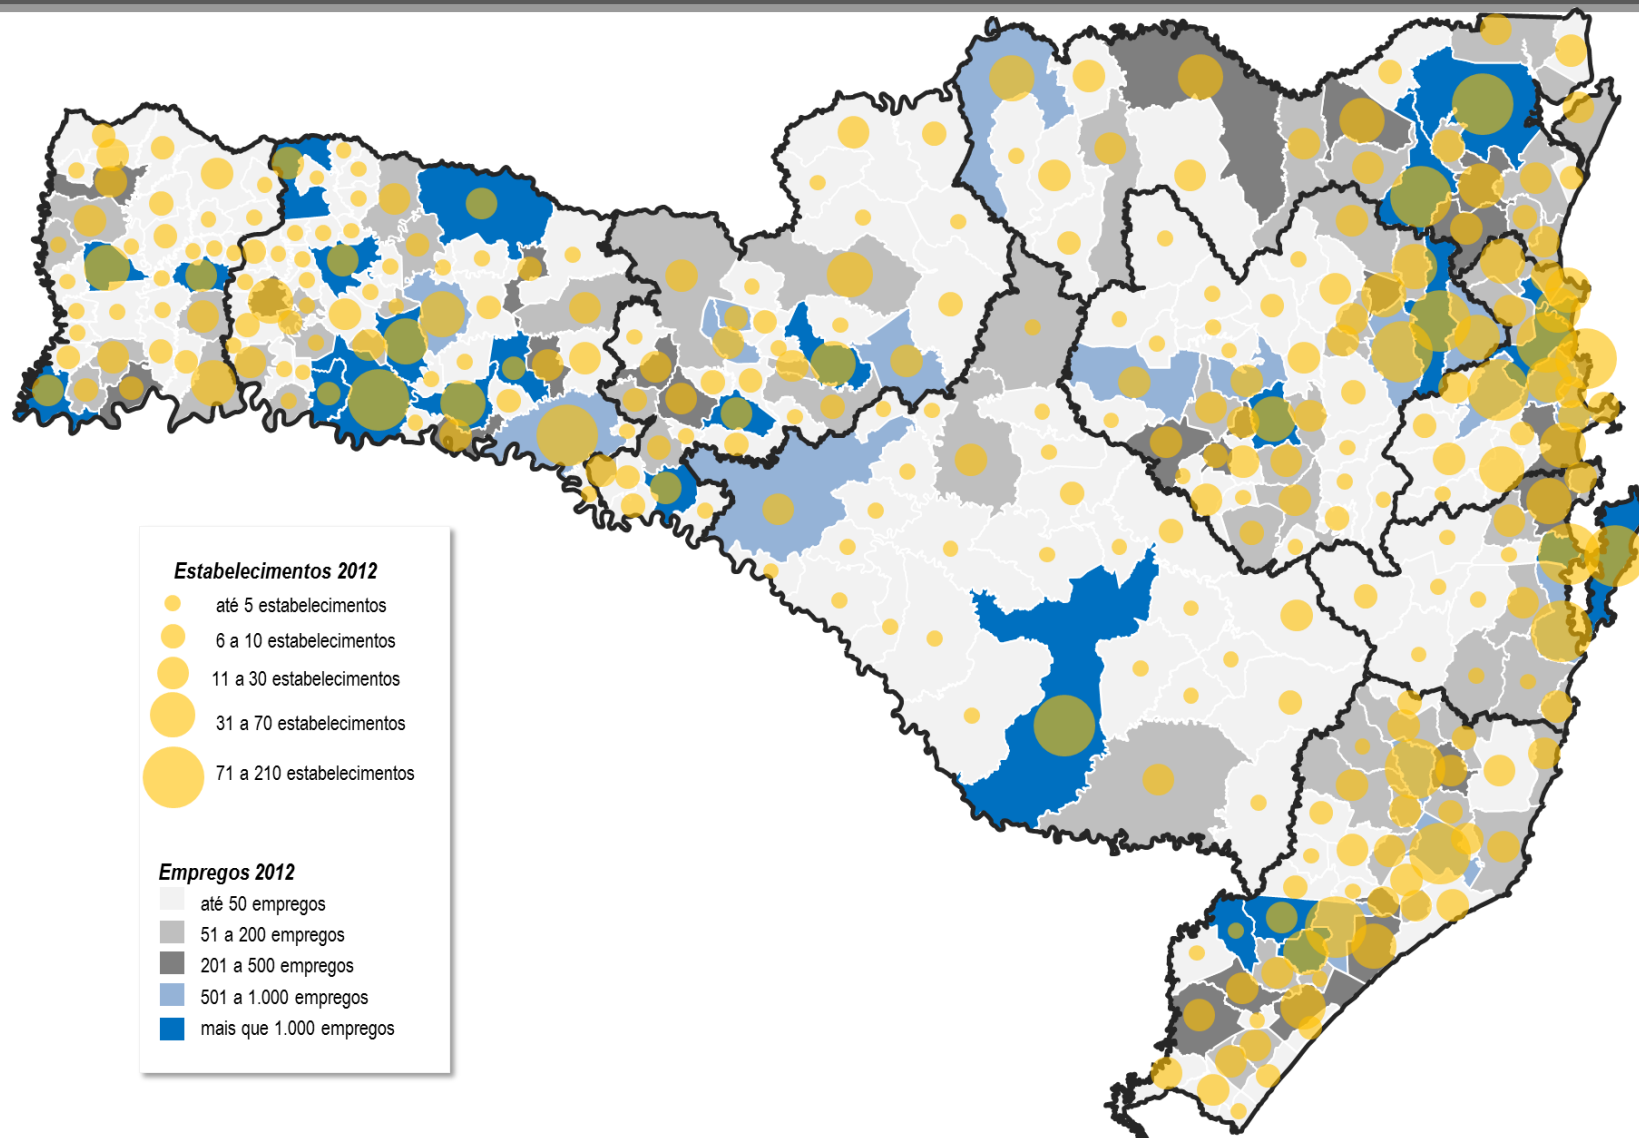 Estabelecimentos 2012
até 5 estabelecimentos
6 a 10 estabelecimentos
11 a 30 estabelecimentos
31 a 70 estabelecimentos
71 a 210 estabelecimentos
Empregos 2012
até 50 empregos
51 a 200 empregos
201 a 500 empregos
501 a 1.000 empregos
mais que 1.000 empregos